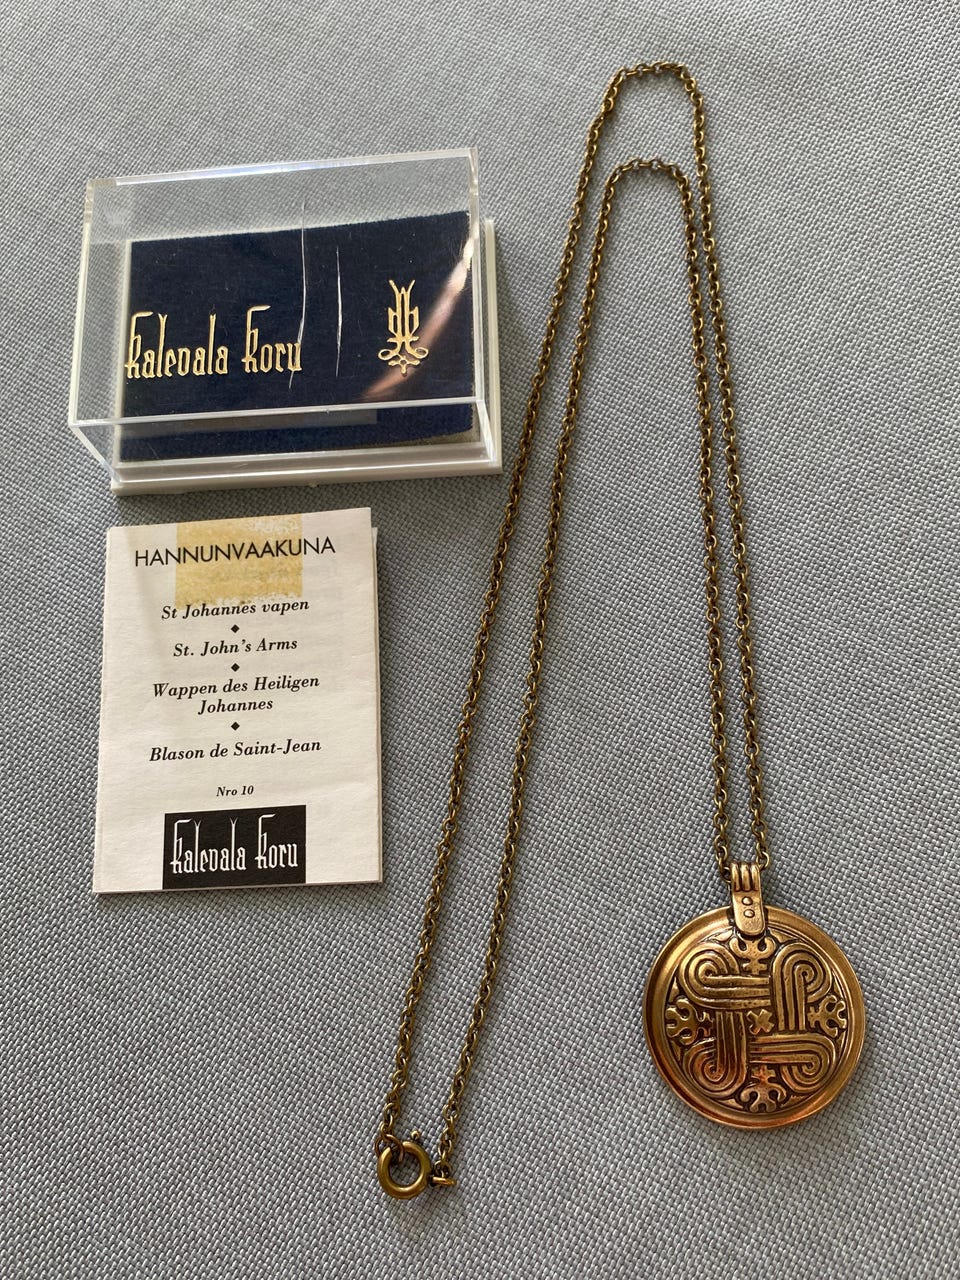 Kalevala Koru
HANNUNVAAKUNA
St Johannes vapen
◆
St. John's Arms
◆
Wappen des Heiligen
Johannes
◆
Blason de Saint-Jean
Nro 10
Kalevala Koru